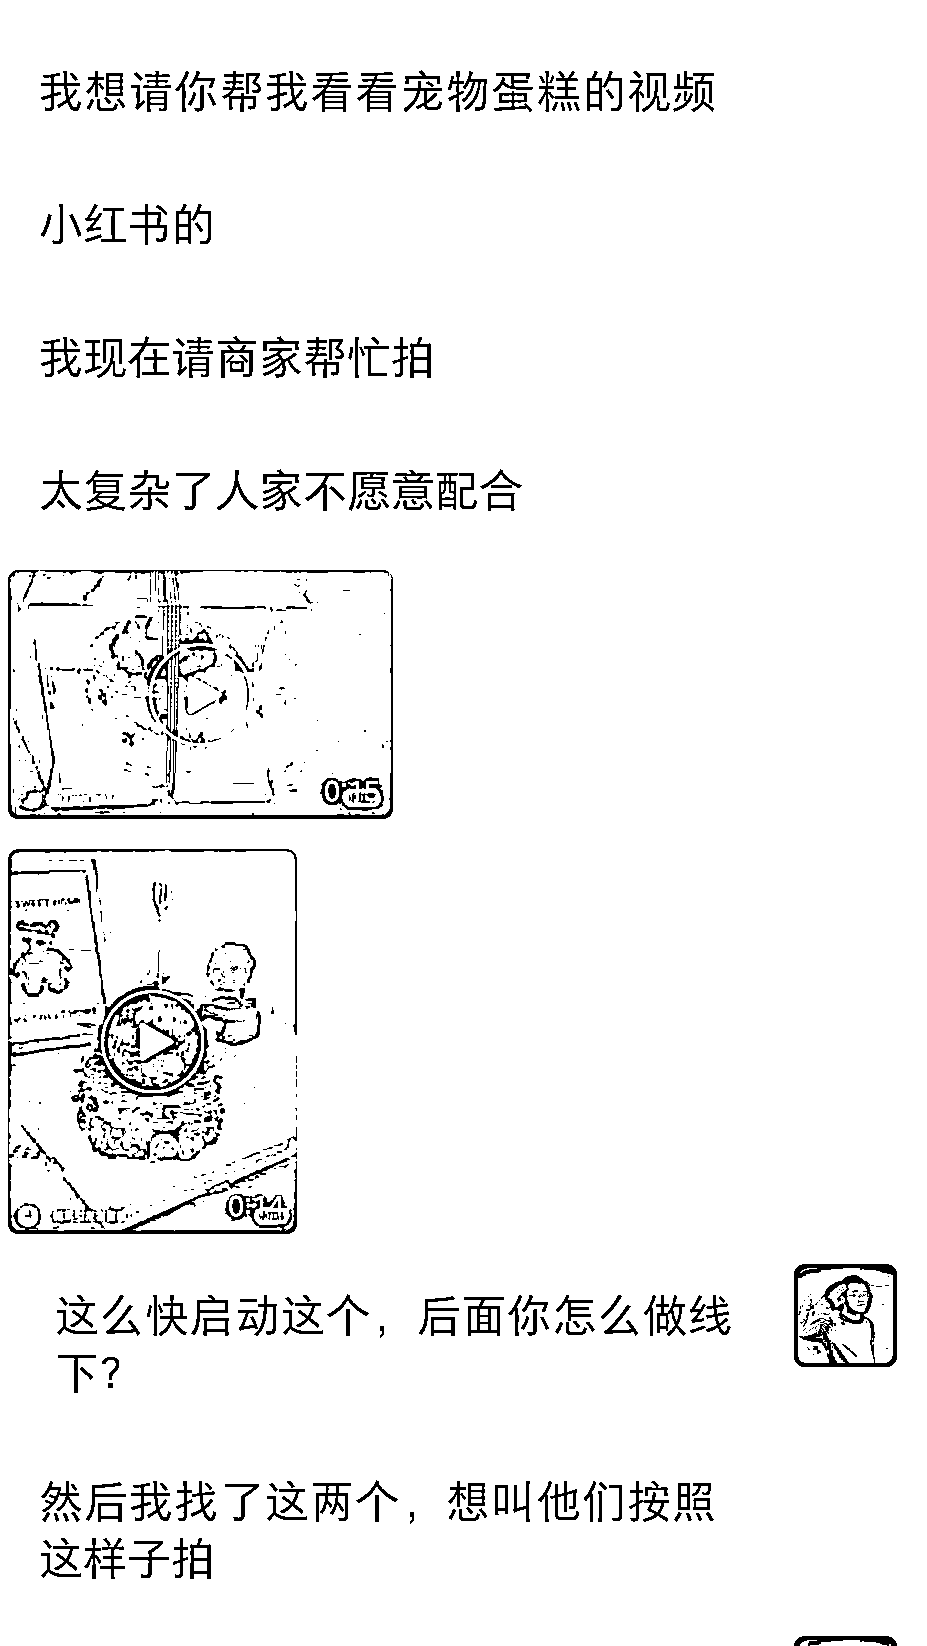 我想请你帮我看看宠物蛋糕的视频
小红书的
我现在请商家帮忙拍
太复杂了人家不愿意配合
0:15
0:14
这么快启动这个，后面你怎么做线
下？
然后我找了这两个，想叫他们按照
这样子拍